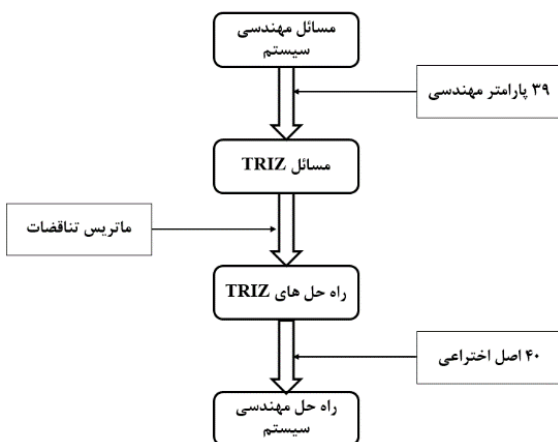 مسائل مهندسی
سیستم
۳۹ پارامتر مهندسی
مسائل TRIZ
ماتریس تناقضات
راه حل های TRIZ
۴۰ اصل اختراعی
راه حل مهندسی
سیستم